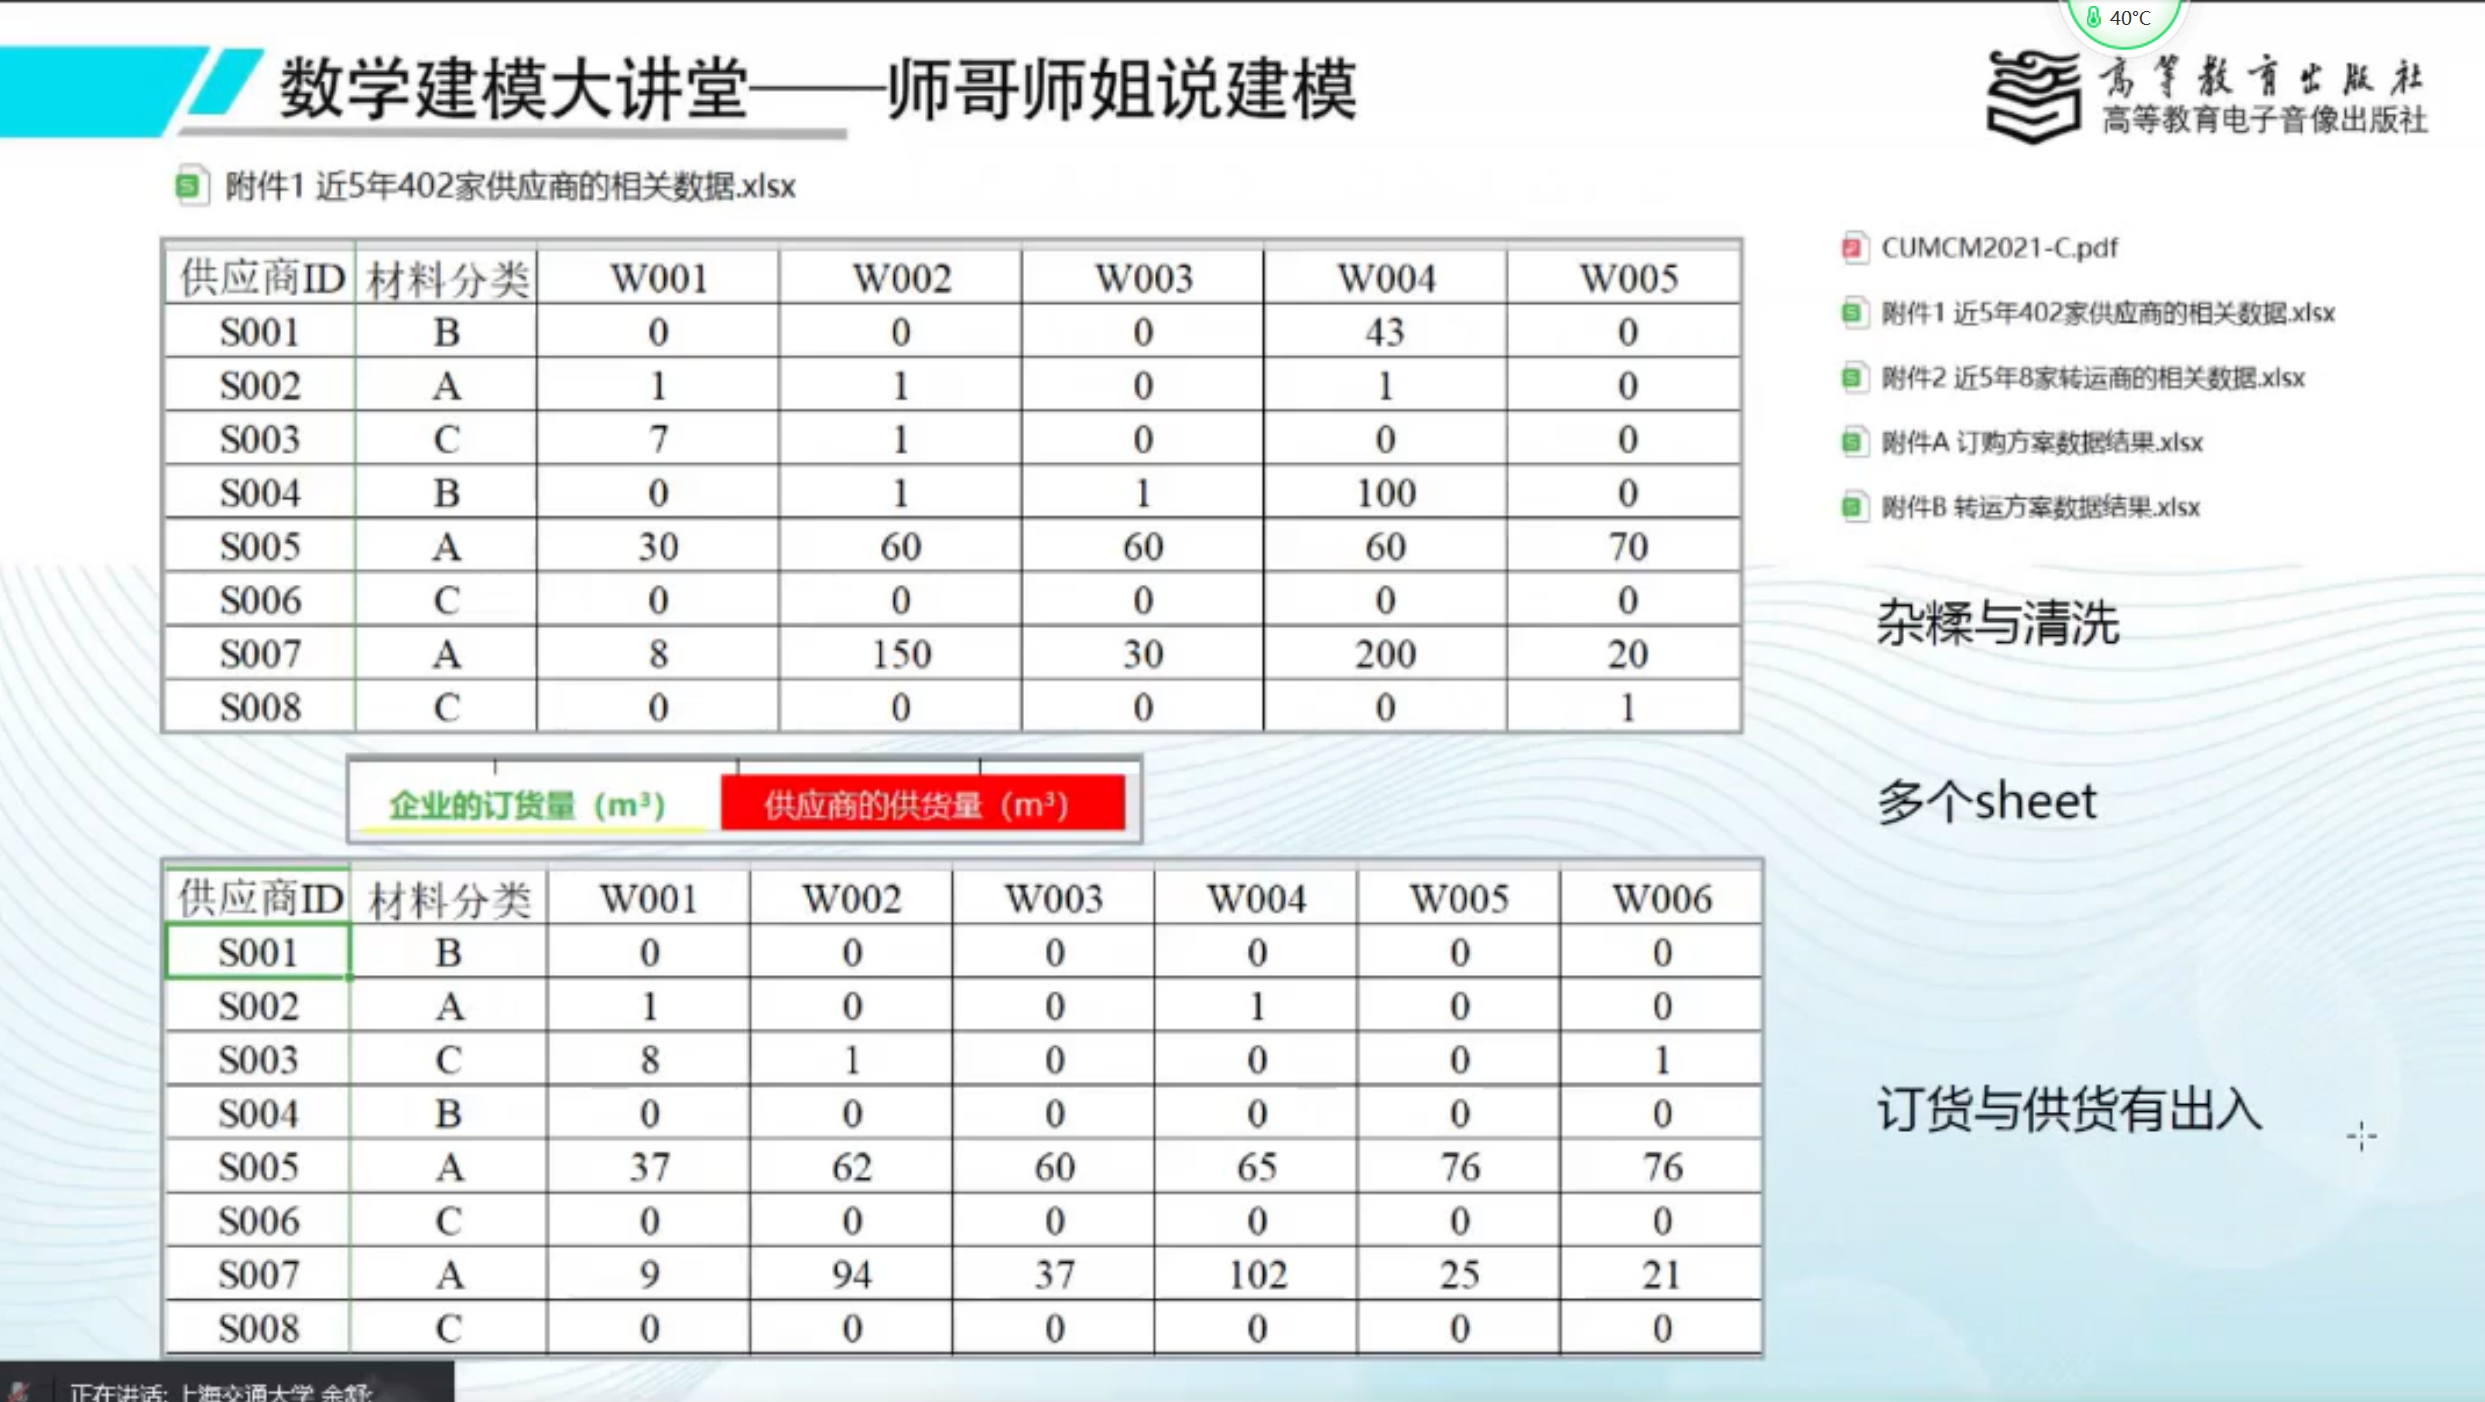 40°C
数学建模大讲堂——师哥师姐说建模
高等教育出版社
高等教育电子音像出版社
附件1 近5年402家供应商的相关数据.xlsx
供应商ID 材料分类 W001 W002 W003 W004 W005
S001 B 0 0 0 43 0
S002 A 1 1 0 1 0
S003 C 7 1 0 0 0
S004 B 0 1 1 100 0
S005 A 30 60 60 60 70
S006 C 0 0 0 0 0
S007 A 8 150 30 200 20
S008 C 0 0 0 0 1
企业的订货量（m³） 供应商的供货量（m³）
供应商ID 材料分类 W001 W002 W003 W004 W005 W006
S001 B 0 0 0 0 0 0
S002 A 1 0 0 1 0 0
S003 C 8 1 0 0 0 1
S004 B 0 0 0 0 0 0
S005 A 37 62 60 65 76 76
S006 C 0 0 0 0 0 0
S007 A 9 94 37 102 25 21
S008 C 0 0 0 0 0 0
CUMCM2021-C.pdf
附件1 近5年402家供应商的相关数据.xlsx
附件2 近5年8家转运商的相关数据.xlsx
附件A 订购方案数据结果.xlsx
附件B 转运方案数据结果.xlsx
杂糅与清洗
多个sheet
订货与供货有出入
正在讲话: 上海交通大学 余舒